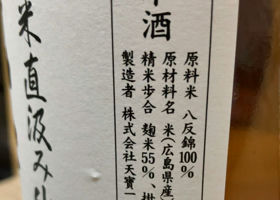 米直汲み
酒
原料米 八反錦100%
原材料名 米(広島県産)
精米歩合 麹米55%、
製造者 株式会社天寶一